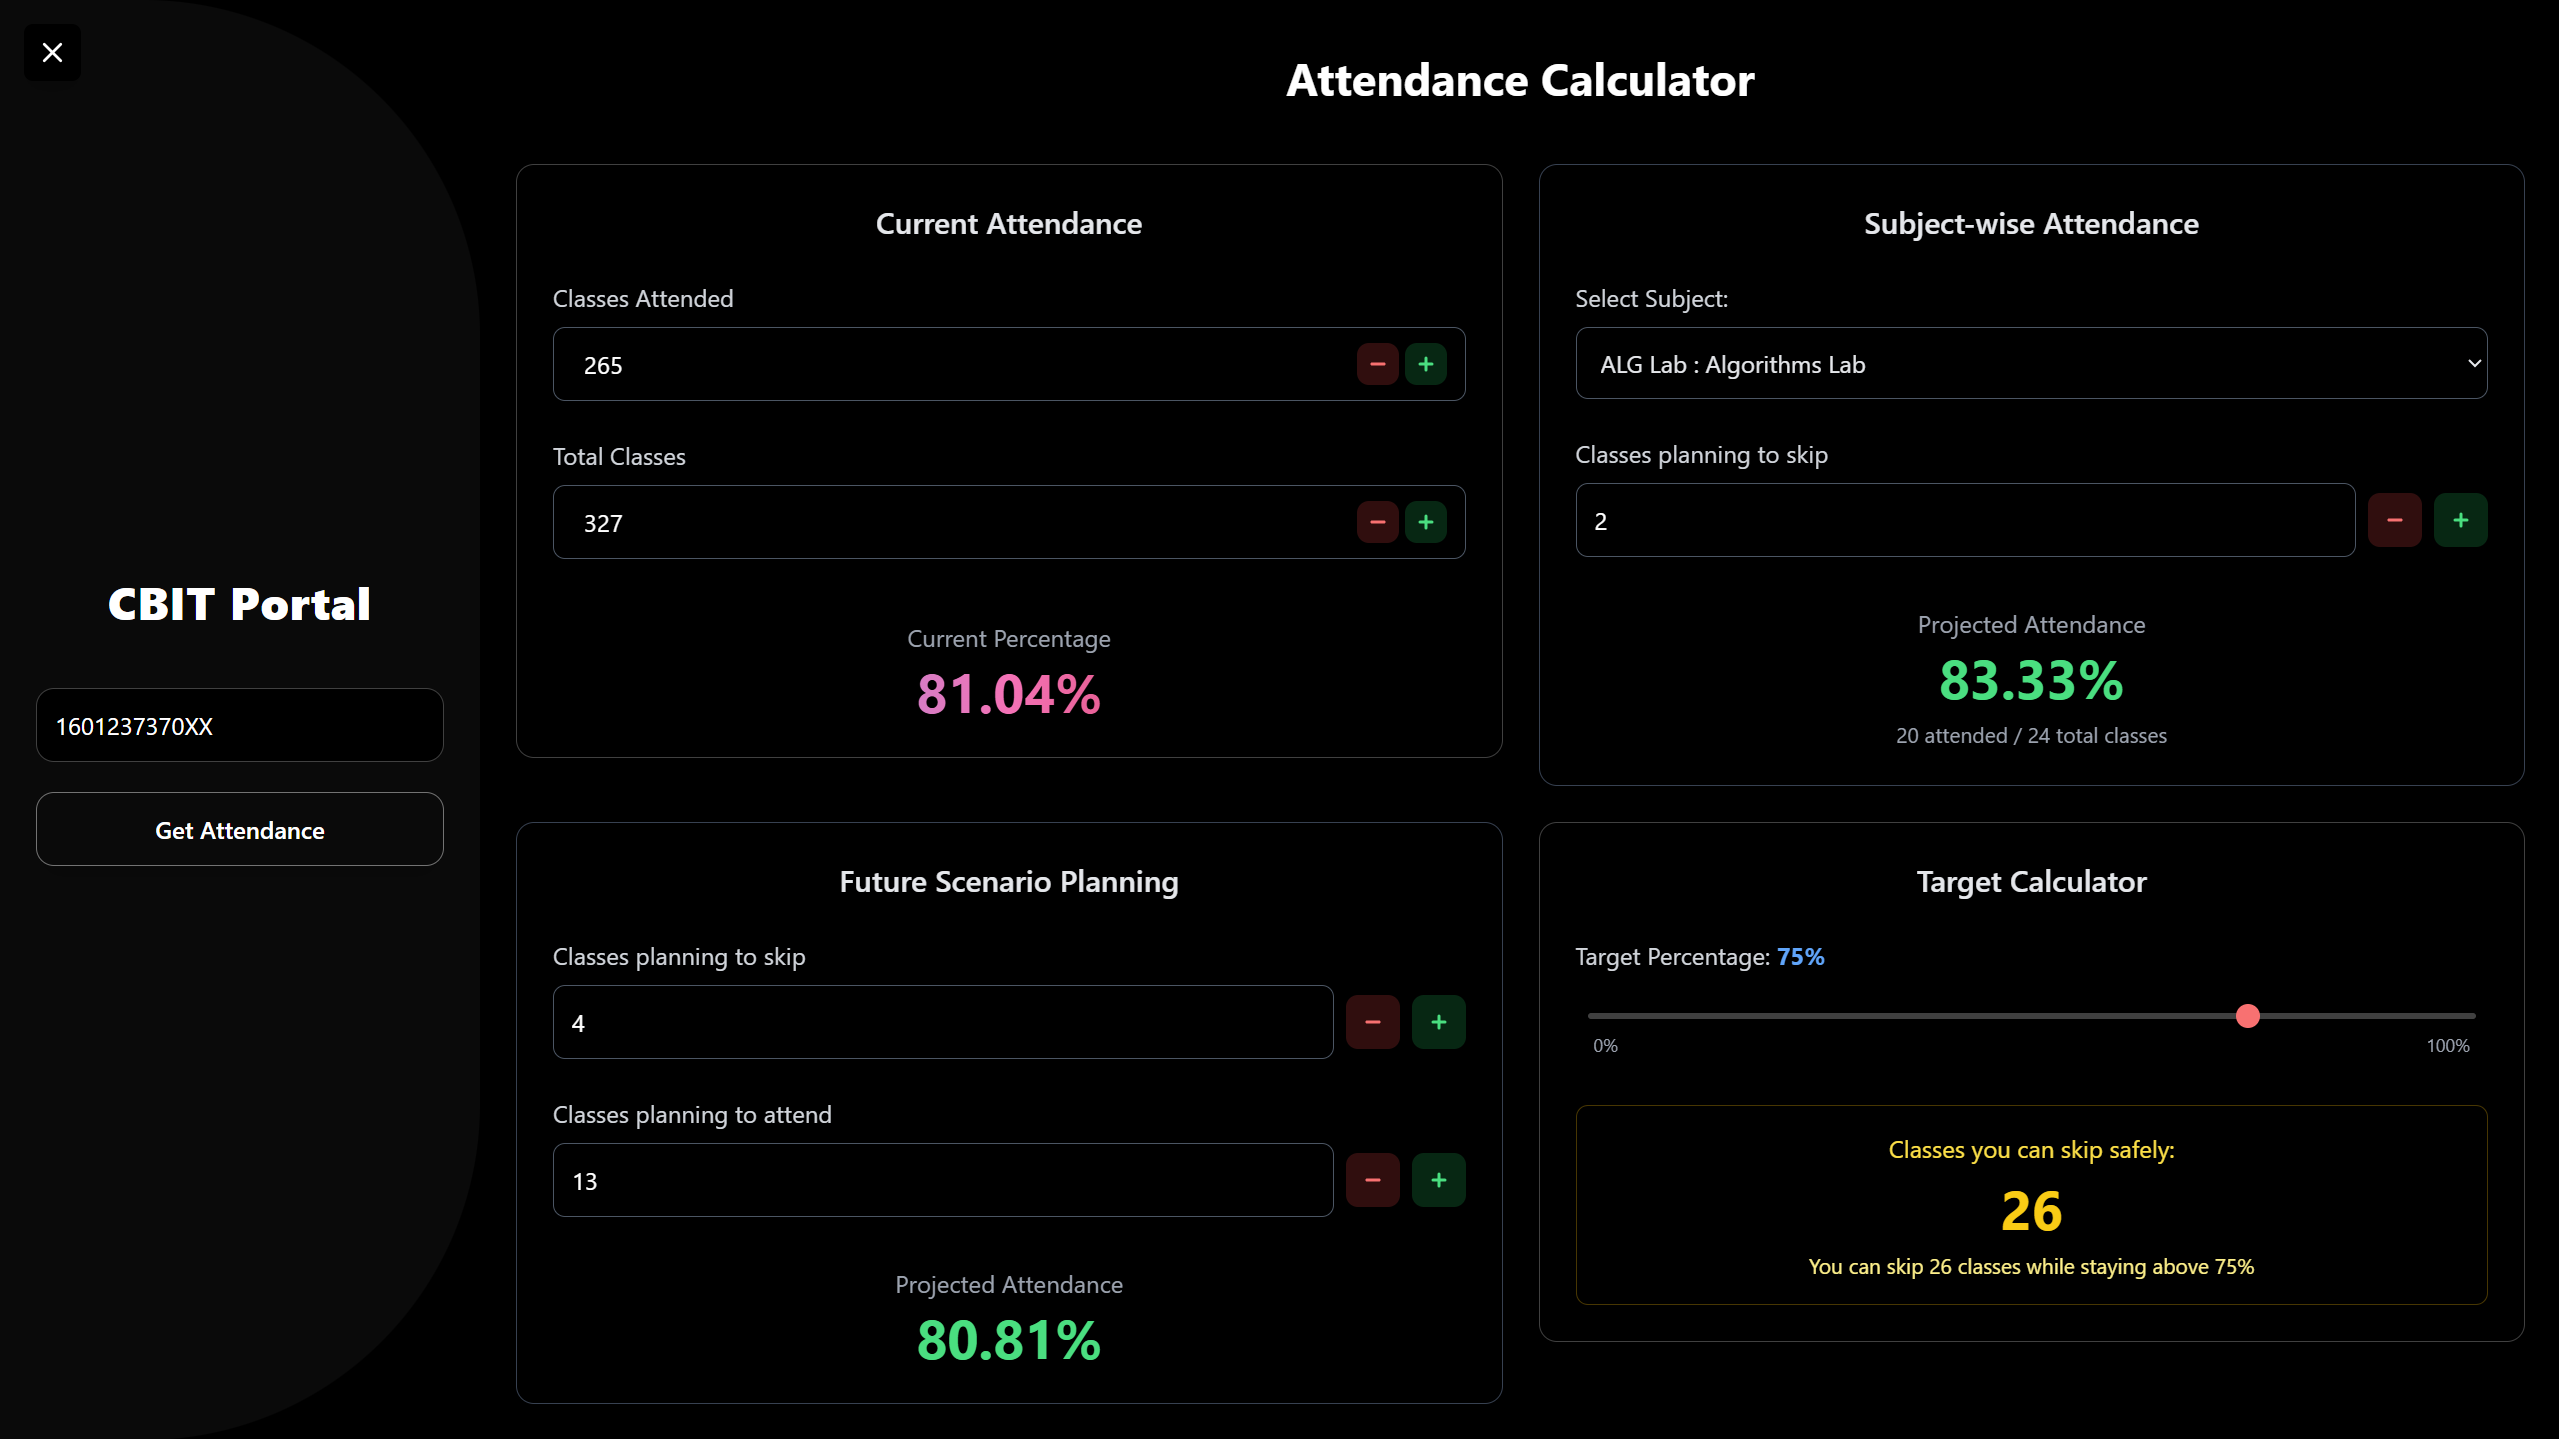 CBIT Portal
1601237370XX
Get Attendance
Attendance Calculator
Current Attendance
Classes Attended
265
Total Classes
327
Current Percentage
81.04%
Subject-wise Attendance
Select Subject:
ALG Lab : Algorithms Lab
Classes planning to skip
2
Projected Attendance
83.33%
20 attended / 24 total classes
Future Scenario Planning
Classes planning to skip
4
Classes planning to attend
13
Projected Attendance
80.81%
Target Calculator
Target Percentage: 75%
0% 100%
Classes you can skip safely:
26
You can skip 26 classes while staying above 75%